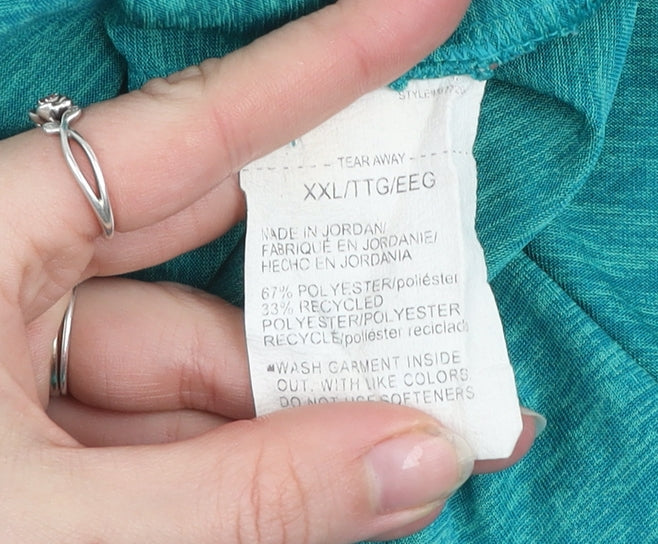 TEAR AWAY
XXL/TTG/EEG
MADE IN JORDAN/
FABRIQUÉ EN JORDANIE/
HECHO EN JORDANIA
67% POLYESTER/poliéster
33% RECYCLED
POLYESTER/POLYESTER
RECYCLÉ/poliéster reciclado
*WASH GARMENT INSIDE
OUT. WITH LIKE COLORS.
DO NOT USE SOFTENERS